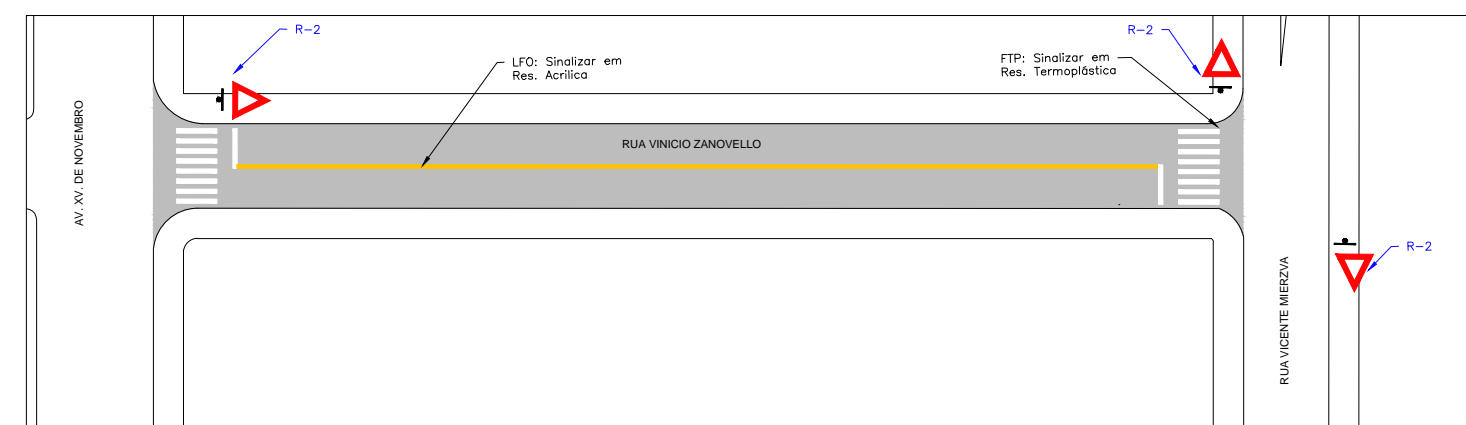 R-2
R-2
LFO: Sinalizar em
Res. Acrilica
FTP: Sinalizar em
Res. Termoplástica
RUA VINICIO ZANOVELLO
AV. XV. DE NOVEMBRO
R-2
RUA VICENTE MIERZVA